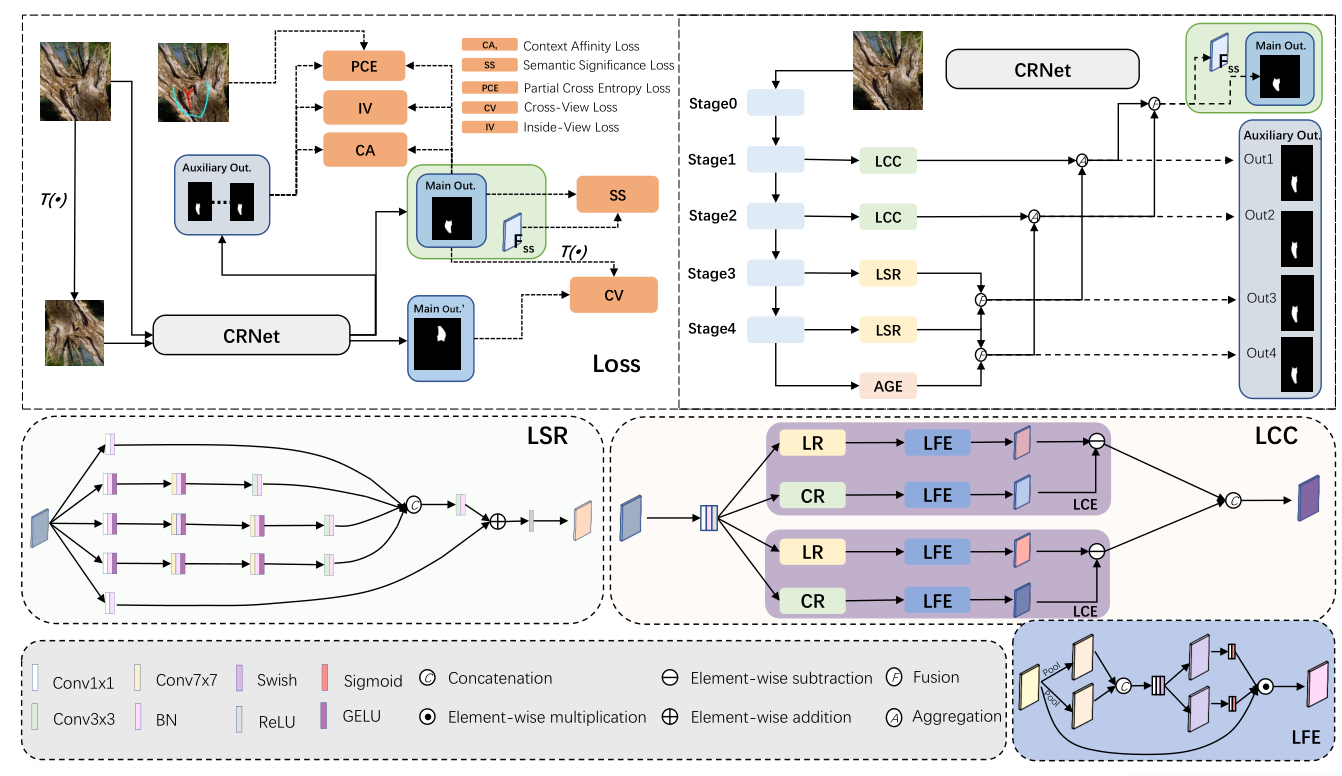 PCE
IV
CA
CA, Context Affinity Loss
SS Semantic Significance Loss
PCE Partial Cross Entropy Loss
CV Cross-View Loss
IV Inside-View Loss
T(•)
Auxiliary Out.
Main Out.
F SS
SS
T(•)
CV
Main Out.'
CRNet
Loss
CRNet
F SS
Main Out.
Stage0
Stage1
Stage2
Stage3
Stage4
LCC
LCC
LSR
LSR
AGE
F
A
A
F
F
Auxiliary Out.
Out1
Out2
Out3
Out4
LSR
C
LCC
LR
LFE
CR
LFE
LCE
LR
LFE
CR
LFE
LCE
C
Conv1x1
Conv7x7
Swish
Sigmoid
C Concatenation
Element-wise subtraction
F Fusion
Conv3x3
BN
ReLU
GELU
Element-wise multiplication
Element-wise addition
A Aggregation
Pool
Pool
C
LFE